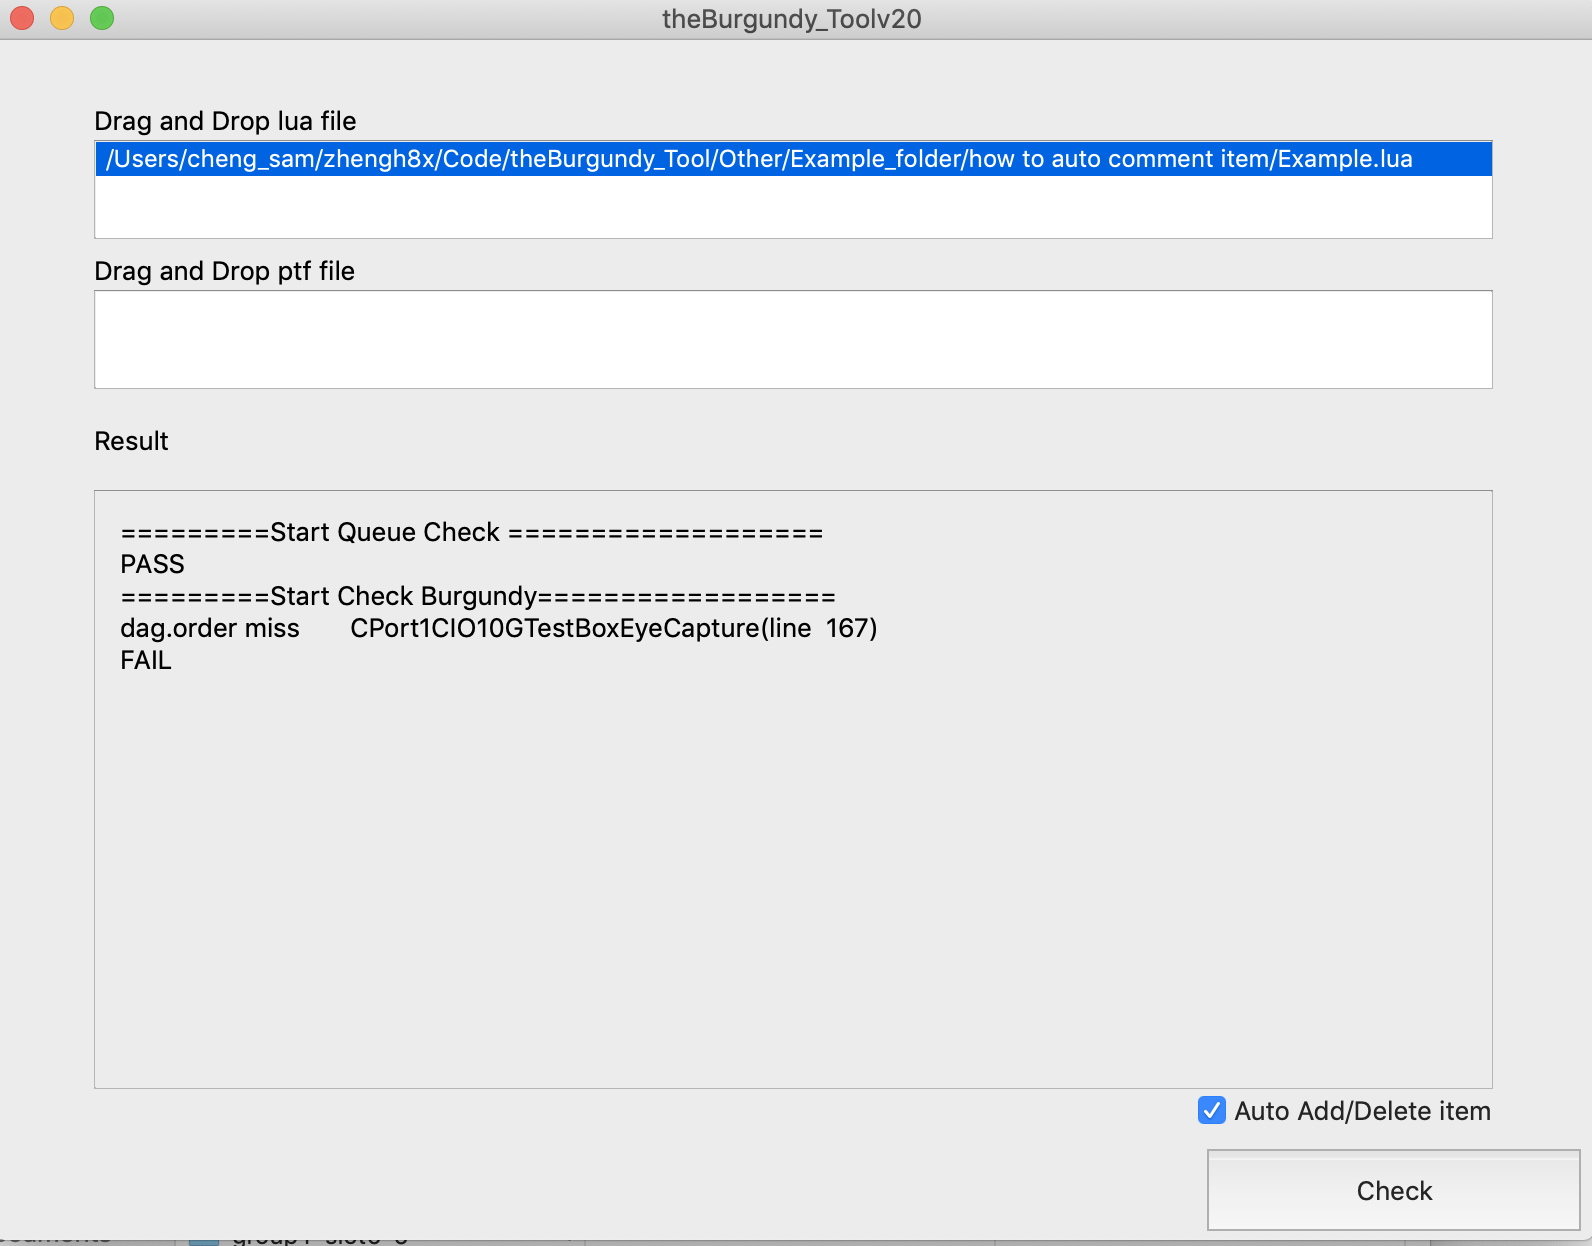 theBurgundy_Toolv20
Drag and Drop lua file
/Users/cheng_sam/zhengh8x/Code/theBurgundy_Tool/Other/Example_folder/how to auto comment item/Example.lua
Drag and Drop ptf file
Result
=========Start Queue Check ===================
PASS
=========Start Check Burgundy==================
dag.order miss CPort1CIO10GTestBoxEyeCapture(line 167)
FAIL
Auto Add/Delete item
Check